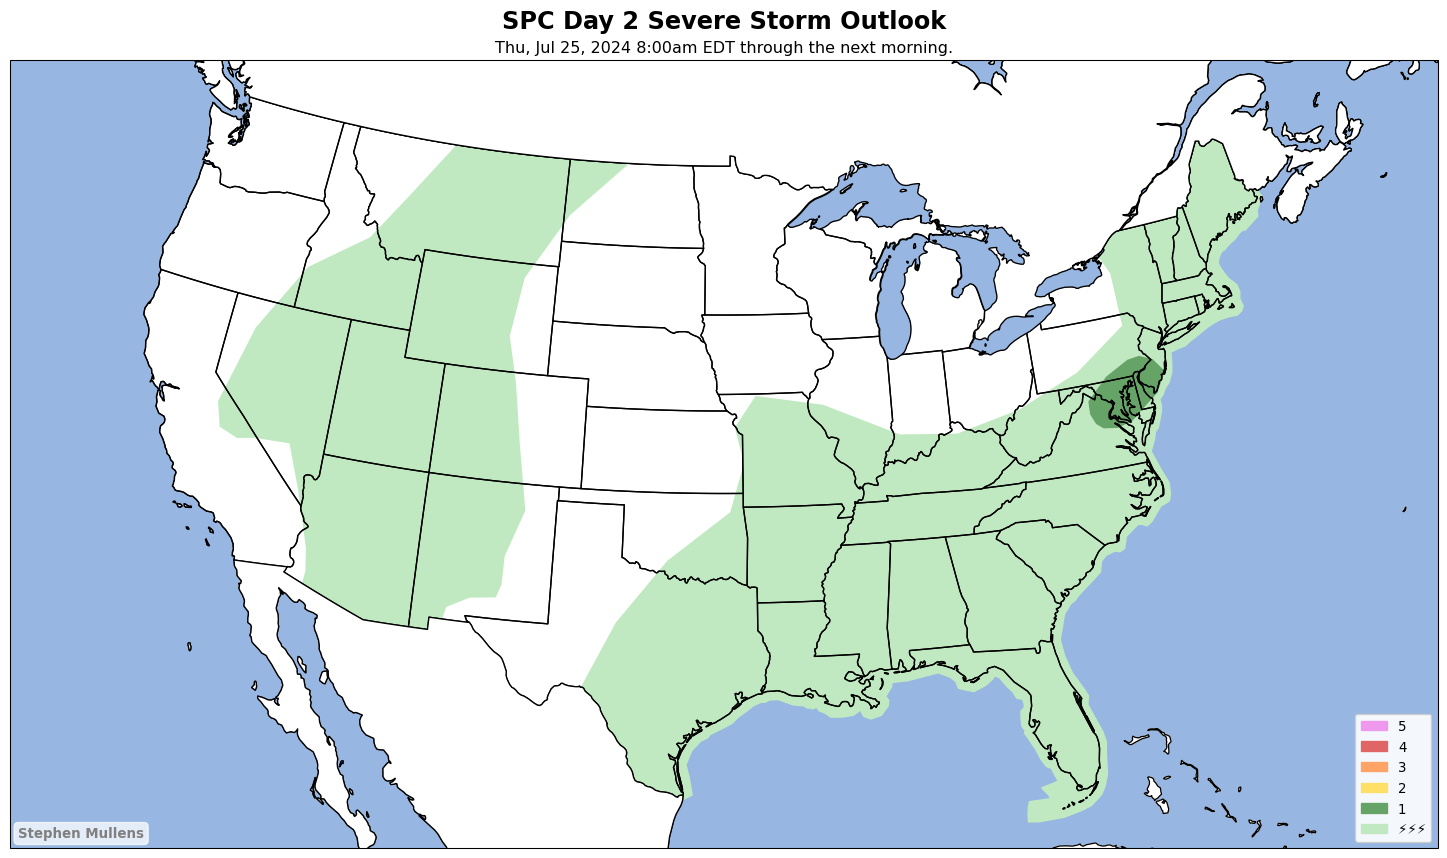 SPC Day 2 Severe Storm Outlook
Thu, Jul 25, 2024 8:00am EDT through the next morning.
5
4
3
2
1
⚡⚡⚡
Stephen Mullens